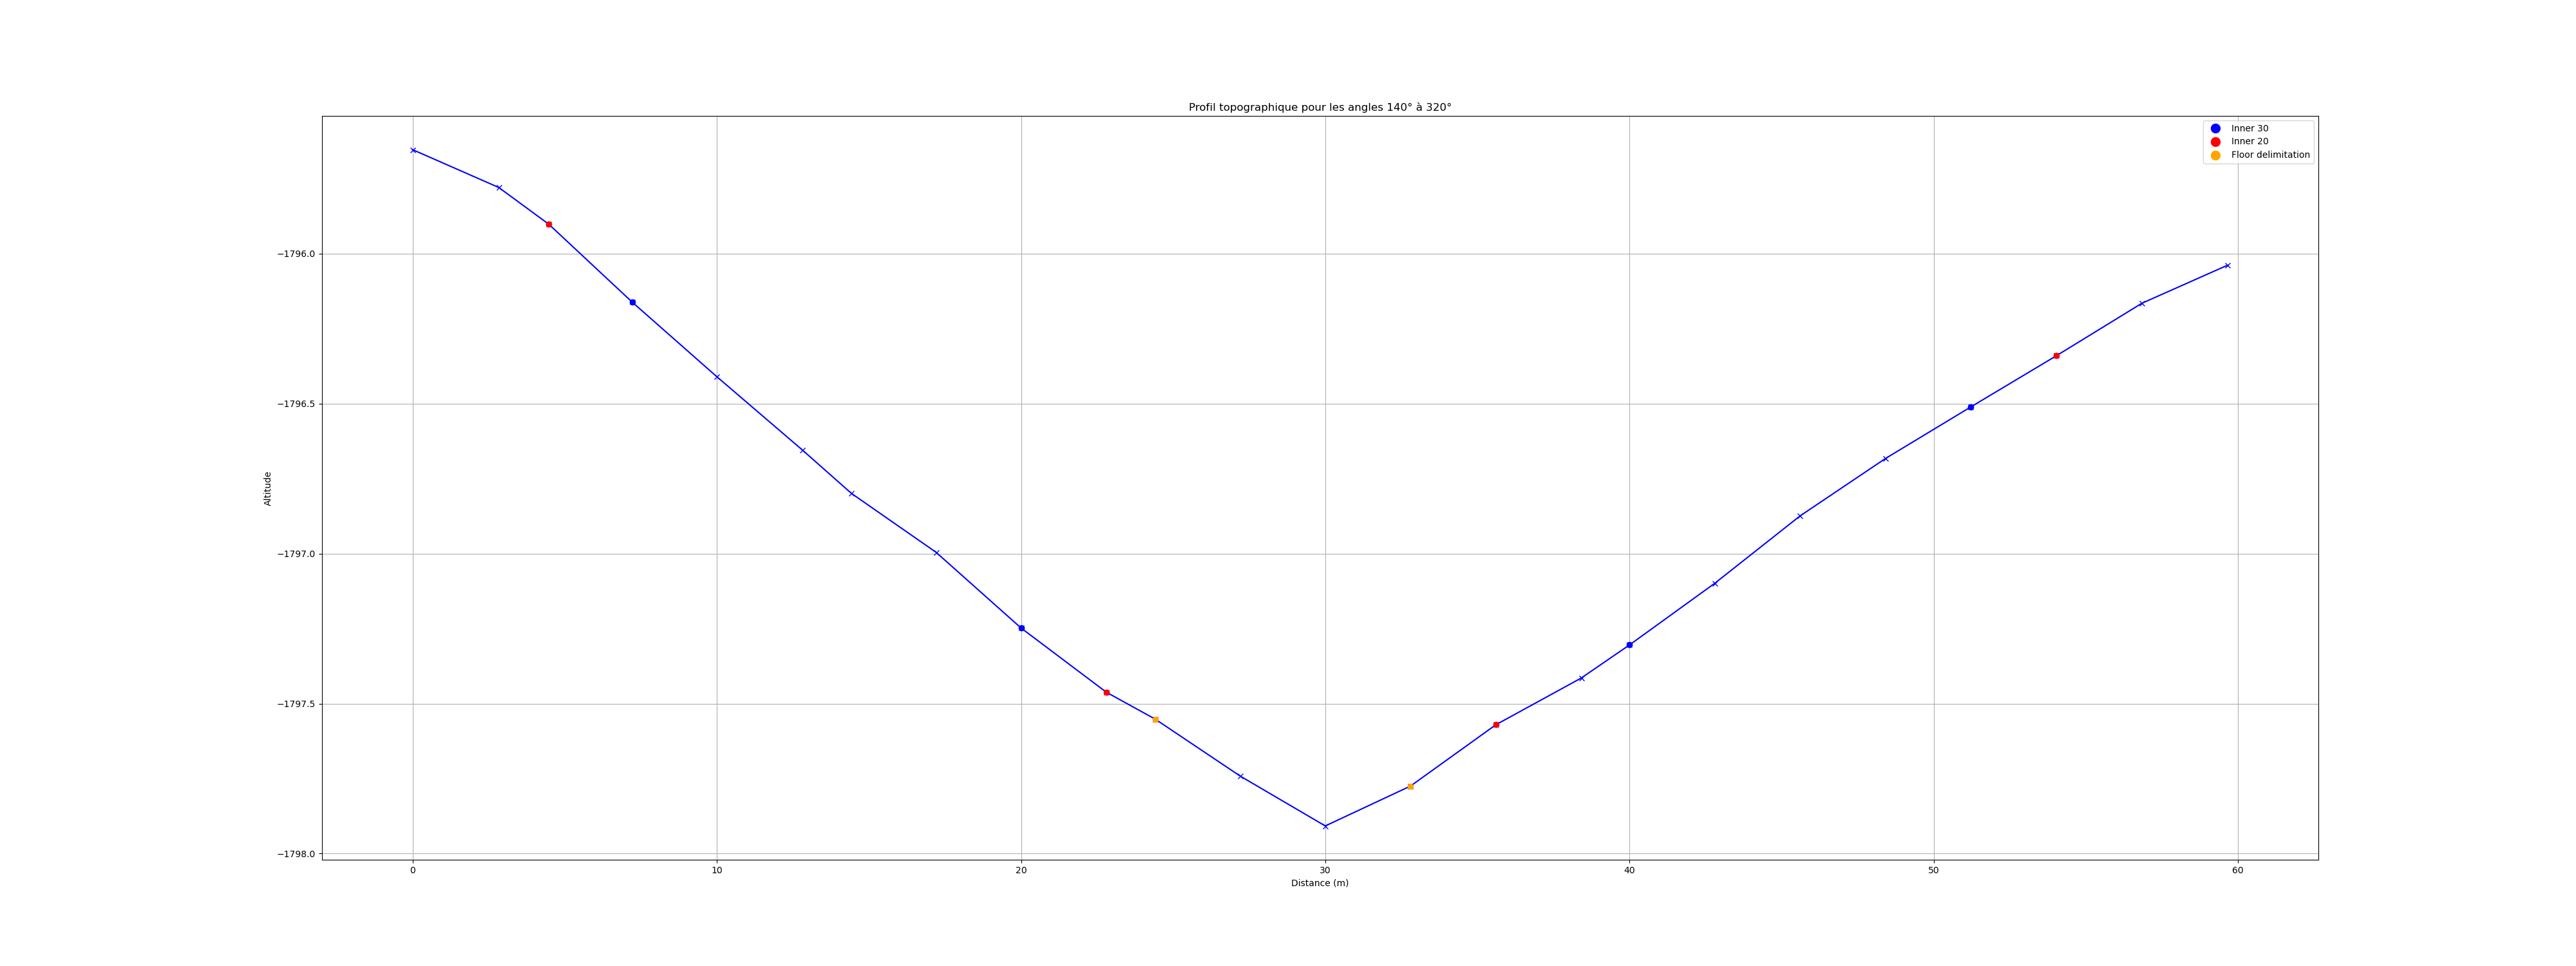 Profil topographique pour les angles 140° à 320°
Inner 30
Inner 20
Floor delimitation
−1796.0
−1796.5
−1797.0
−1797.5
−1798.0
Altitude
0 10 20 30 40 50 60
Distance (m)